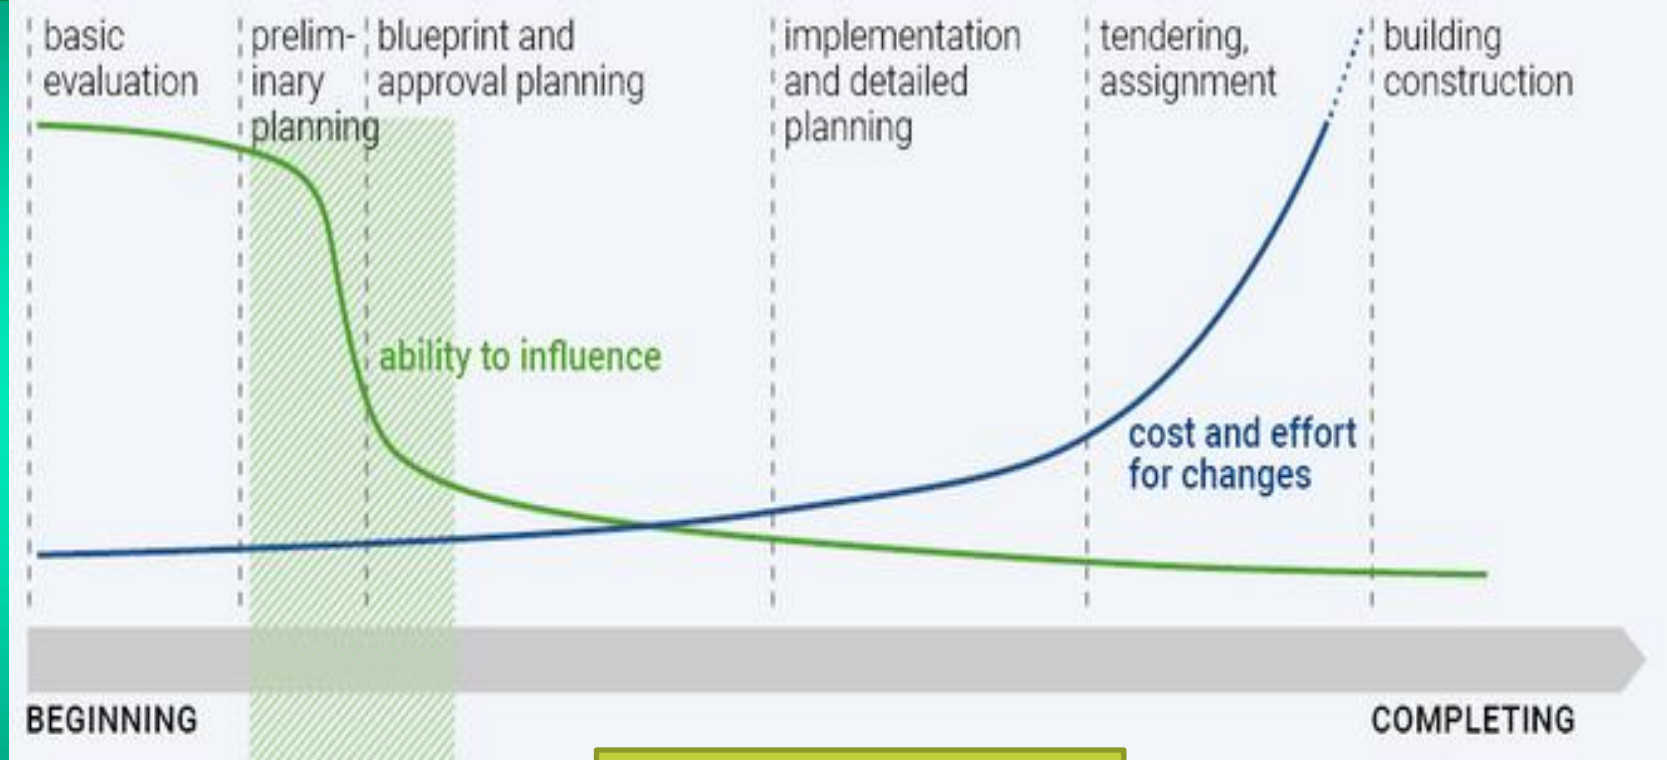 basic
evaluation
prelim-
inary
planning
blueprint and
approval planning
implementation
and detailed
planning
tendering,
assignment
building
construction
ability to influence
cost and effort
for changes
BEGINNING
COMPLETING